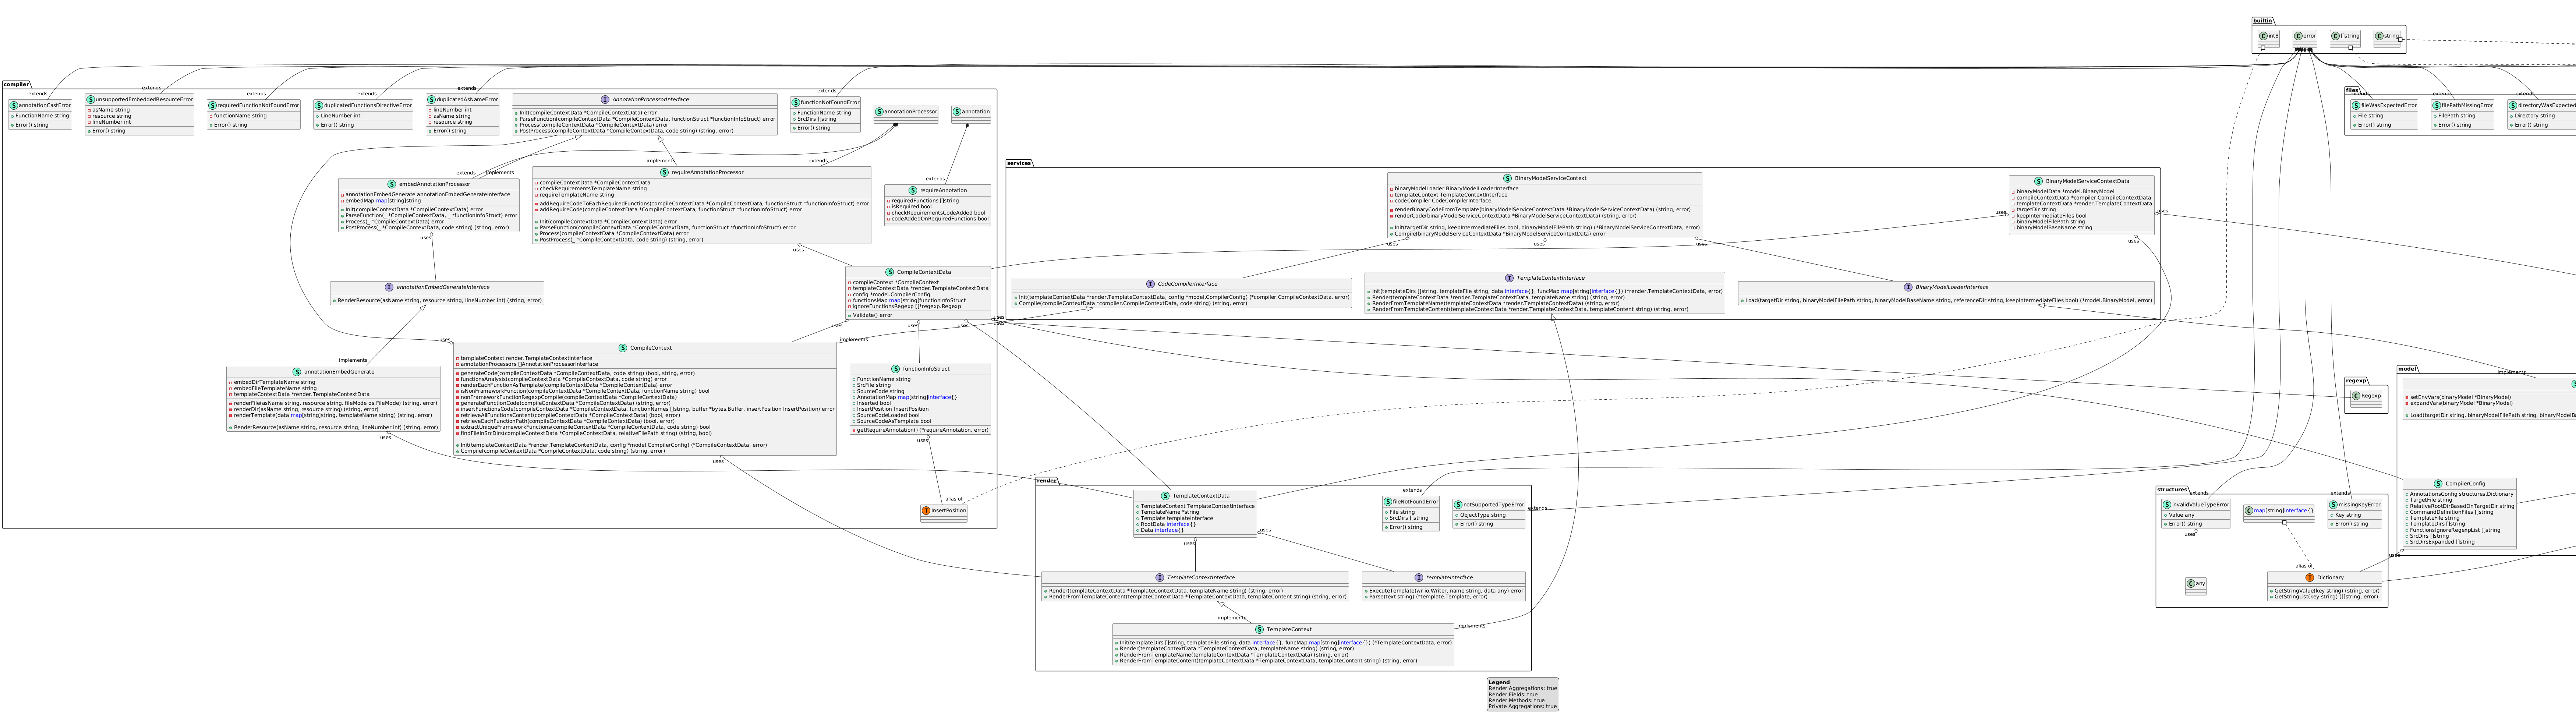 builtin
int8
error
[]string
string
compiler
extends
extends
extends
extends
extends
extends
annotationCastError
FunctionName string
Error() string
unsupportedEmbeddedResourceError
asName string
resource string
lineNumber int
Error() string
requiredFunctionNotFoundError
functionName string
Error() string
duplicatedFunctionsDirectiveError
LineNumber int
Error() string
duplicatedAsNameError
lineNumber int
asName string
resource string
Error() string
AnnotationProcessorInterface
Init(compileContextData *CompileContextData) error
ParseFunction(compileContextData *CompileContextData, functionStruct *functionInfoStruct) error
Process(compileContextData *CompileContextData) error
PostProcess(compileContextData *CompileContextData, code string) (string, error)
functionNotFoundError
FunctionName string
SrcDirs []string
Error() string
annotationProcessor
annotation
files
extends
extends
extends
fileWasExpectedError
File string
Error() string
filePathMissingError
FilePath string
Error() string
directoryWasExpected
Directory string
Error() string
extends
implements
embedAnnotationProcessor
annotationEmbedGenerate annotationEmbedGenerateInterface
embedMap map[string]string
Init(compileContextData *CompileContextData) error
ParseFunction(_ *CompileContextData, _ *functionInfoStruct) error
Process(_ *CompileContextData) error
PostProcess(_ *CompileContextData, code string) (string, error)
uses
implements
extends
requireAnnotationProcessor
compileContextData *CompileContextData
checkRequirementsTemplateName string
requireTemplateName string
addRequireCodeToEachRequiredFunctions(compileContextData *CompileContextData, functionStruct *functionInfoStruct) error
addRequireCode(compileContextData *CompileContextData, functionStruct *functionInfoStruct) error
Init(compileContextData *CompileContextData) error
ParseFunction(compileContextData *CompileContextData, functionStruct *functionInfoStruct) error
Process(compileContextData *CompileContextData) error
PostProcess(_ *CompileContextData, code string) (string, error)
uses
extends
requireAnnotation
requiredFunctions []string
isRequired bool
checkRequirementsCodeAdded bool
codeAddedOnRequiredFunctions bool
services
BinaryModelServiceContext
binaryModelLoader BinaryModelLoaderInterface
templateContext TemplateContextInterface
codeCompiler CodeCompilerInterface
renderBinaryCodeFromTemplate(binaryModelServiceContextData *BinaryModelServiceContextData) (string, error)
renderCode(binaryModelServiceContextData *BinaryModelServiceContextData) (string, error)
Init(targetDir string, keepIntermediateFiles bool, binaryModelFilePath string) (*BinaryModelServiceContextData, error)
Compile(binaryModelServiceContextData *BinaryModelServiceContextData) error
uses
uses
uses
BinaryModelServiceContextData
binaryModelData *model.BinaryModel
compileContextData *compiler.CompileContextData
templateContextData *render.TemplateContextData
targetDir string
keepIntermediateFiles bool
binaryModelFilePath string
binaryModelBaseName string
uses
uses
uses
annotationEmbedGenerateInterface
RenderResource(asName string, resource string, lineNumber int) (string, error)
CompileContextData
compileContext *CompileContext
templateContextData *render.TemplateContextData
config *model.CompilerConfig
functionsMap map[string]functionInfoStruct
ignoreFunctionsRegexp []*regexp.Regexp
Validate() error
uses
uses
uses
uses
uses
CodeCompilerInterface
Init(templateContextData *render.TemplateContextData, config *model.CompilerConfig) (*compiler.CompileContextData, error)
Compile(compileContextData *compiler.CompileContextData, code string) (string, error)
TemplateContextInterface
Init(templateDirs []string, templateFile string, data interface{}, funcMap map[string]interface{}) (*render.TemplateContextData, error)
Render(templateContextData *render.TemplateContextData, templateName string) (string, error)
RenderFromTemplateName(templateContextData *render.TemplateContextData) (string, error)
RenderFromTemplateContent(templateContextData *render.TemplateContextData, templateContent string) (string, error)
BinaryModelLoaderInterface
Load(targetDir string, binaryModelFilePath string, binaryModelBaseName string, referenceDir string, keepIntermediateFiles bool) (*model.BinaryModel, error)
implements
annotationEmbedGenerate
embedDirTemplateName string
embedFileTemplateName string
templateContextData *render.TemplateContextData
renderFile(asName string, resource string, fileMode os.FileMode) (string, error)
renderDir(asName string, resource string) (string, error)
renderTemplate(data map[string]string, templateName string) (string, error)
RenderResource(asName string, resource string, lineNumber int) (string, error)
uses
uses
implements
CompileContext
templateContext render.TemplateContextInterface
annotationProcessors []AnnotationProcessorInterface
generateCode(compileContextData *CompileContextData, code string) (bool, string, error)
functionsAnalysis(compileContextData *CompileContextData, code string) error
renderEachFunctionAsTemplate(compileContextData *CompileContextData) error
isNonFrameworkFunction(compileContextData *CompileContextData, functionName string) bool
nonFrameworkFunctionRegexpCompile(compileContextData *CompileContextData)
generateFunctionCode(compileContextData *CompileContextData) (string, error)
insertFunctionsCode(compileContextData *CompileContextData, functionNames []string, buffer *bytes.Buffer, insertPosition InsertPosition) error
retrieveAllFunctionsContent(compileContextData *CompileContextData) (bool, error)
retrieveEachFunctionPath(compileContextData *CompileContextData) (bool, error)
extractUniqueFrameworkFunctions(compileContextData *CompileContextData, code string) bool
findFileInSrcDirs(compileContextData *CompileContextData, relativeFilePath string) (string, bool)
Init(templateContextData *render.TemplateContextData, config *model.CompilerConfig) (*CompileContextData, error)
Compile(compileContextData *CompileContextData, code string) (string, error)
uses
functionInfoStruct
FunctionName string
SrcFile string
SourceCode string
AnnotationMap map[string]interface{}
Inserted bool
InsertPosition InsertPosition
SourceCodeLoaded bool
SourceCodeAsTemplate bool
getRequireAnnotation() (*requireAnnotation, error)
uses
alias of
InsertPosition
regexp
Regexp
model
implements
setEnvVars(binaryModel *BinaryModel)
expandVars(binaryModel *BinaryModel)
Load(targetDir string, binaryModelFilePath string, binaryModelBa
CompilerConfig
AnnotationsConfig structures.Dictionary
TargetFile string
RelativeRootDirBasedOnTargetDir string
CommandDefinitionFiles []string
TemplateFile string
TemplateDirs []string
FunctionsIgnoreRegexpList []string
SrcDirs []string
SrcDirsExpanded []string
uses
render
TemplateContextData
TemplateContext TemplateContextInterface
TemplateName *string
Template templateInterface
RootData interface{}
Data interface{}
uses
uses
extends
fileNotFoundError
File string
SrcDirs []string
Error() string
notSupportedTypeError
ObjectType string
Error() string
extends
TemplateContextInterface
Render(templateContextData *TemplateContextData, templateName string) (string, error)
RenderFromTemplateContent(templateContextData *TemplateContextData, templateContent string) (string, error)
templateInterface
ExecuteTemplate(wr io.Writer, name string, data any) error
Parse(text string) (*template.Template, error)
implements
implements
TemplateContext
Init(templateDirs []string, templateFile string, data interface{}, funcMap map[string]interface{}) (*TemplateContextData, error)
Render(templateContextData *TemplateContextData, templateName string) (string, error)
RenderFromTemplateName(templateContextData *TemplateContextData) (string, error)
RenderFromTemplateContent(templateContextData *TemplateContextData, templateContent string) (string, error)
structures
extends
extends
invalidValueTypeError
Value any
Error() string
uses
map[string]interface{}
missingKeyError
Key string
Error() string
any
alias of
Dictionary
GetStringValue(key string) (string, error)
GetStringList(key string) ([]string, error)
Legend
Render Aggregations: true
Render Fields: true
Render Methods: true
Private Aggregations: true